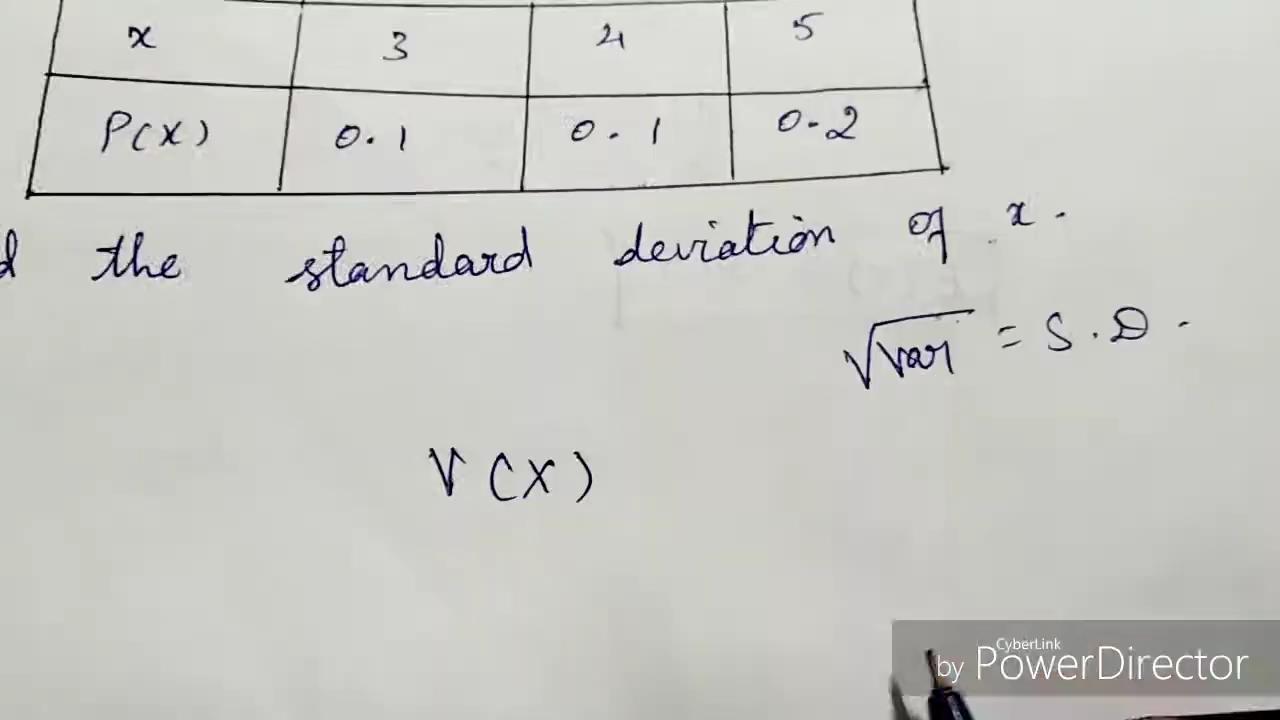 x 3 4 5
P(X) 0.1 0.1 0.2
the standard deviation of x.
√var = S.D.
V(X)
CyberLink
by PowerDirector